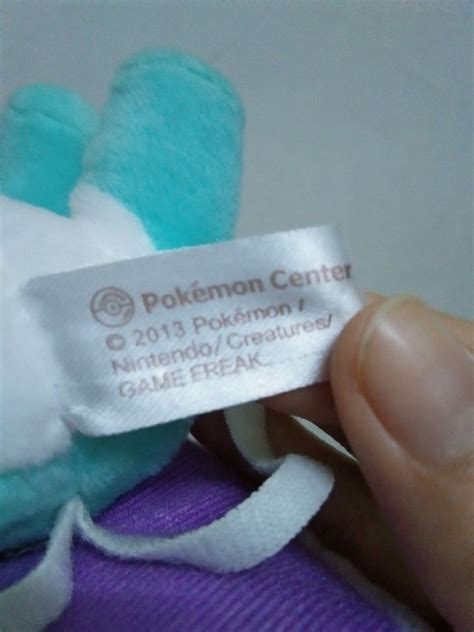 Pokémon Center
© 2013 Pokémon /
Nintendo/Creatures/
GAME FREAK.